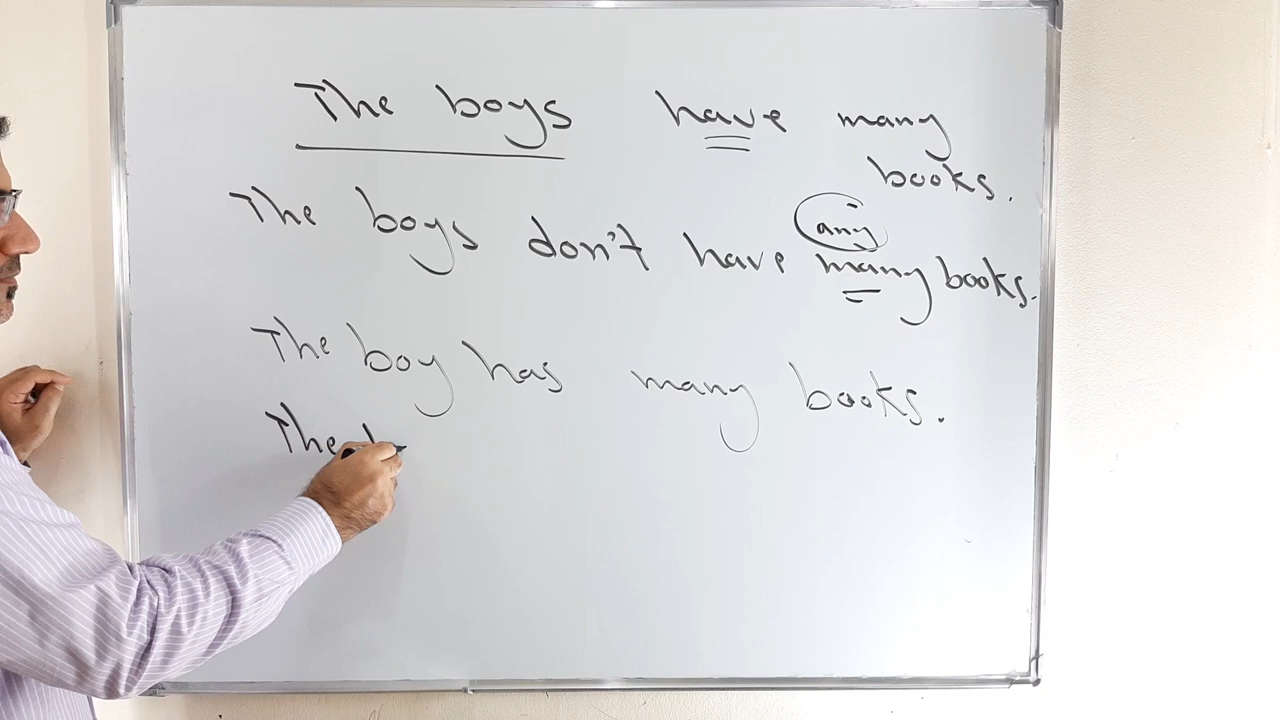 The boys have many
books.
The boys don't have many books.
any
The boy has many books.
The